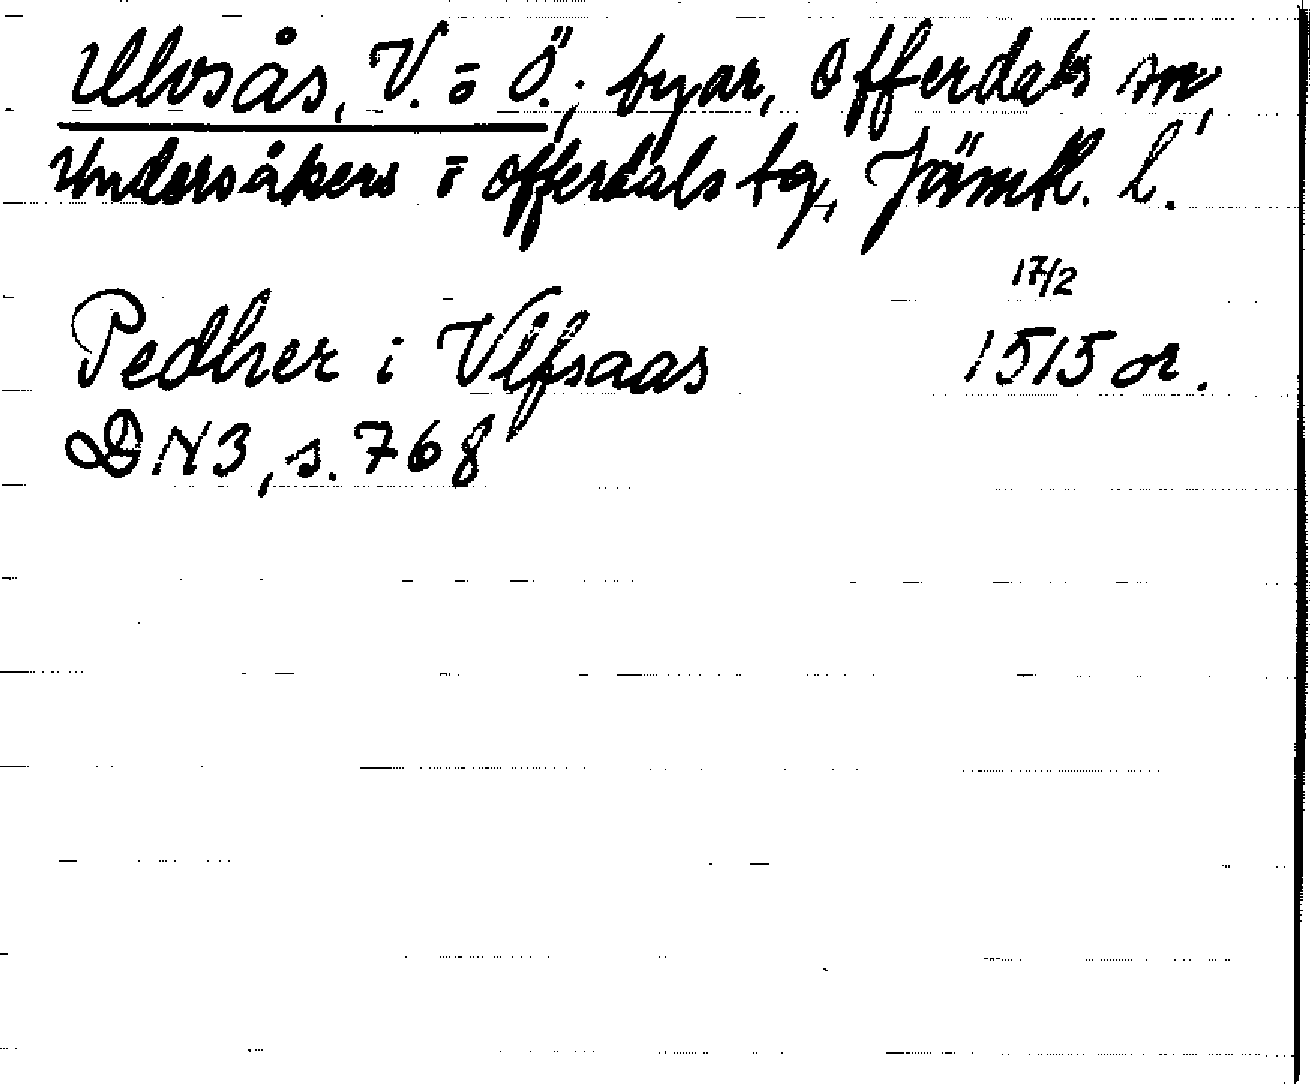 Ulvsås, V. o Ö.; byar, Offerdals sn,
Undersåkers o Offerdals tg, Jämtl. l.
17/2
Pedher i Vlfsaas 1515 or.
DN3, s. 768